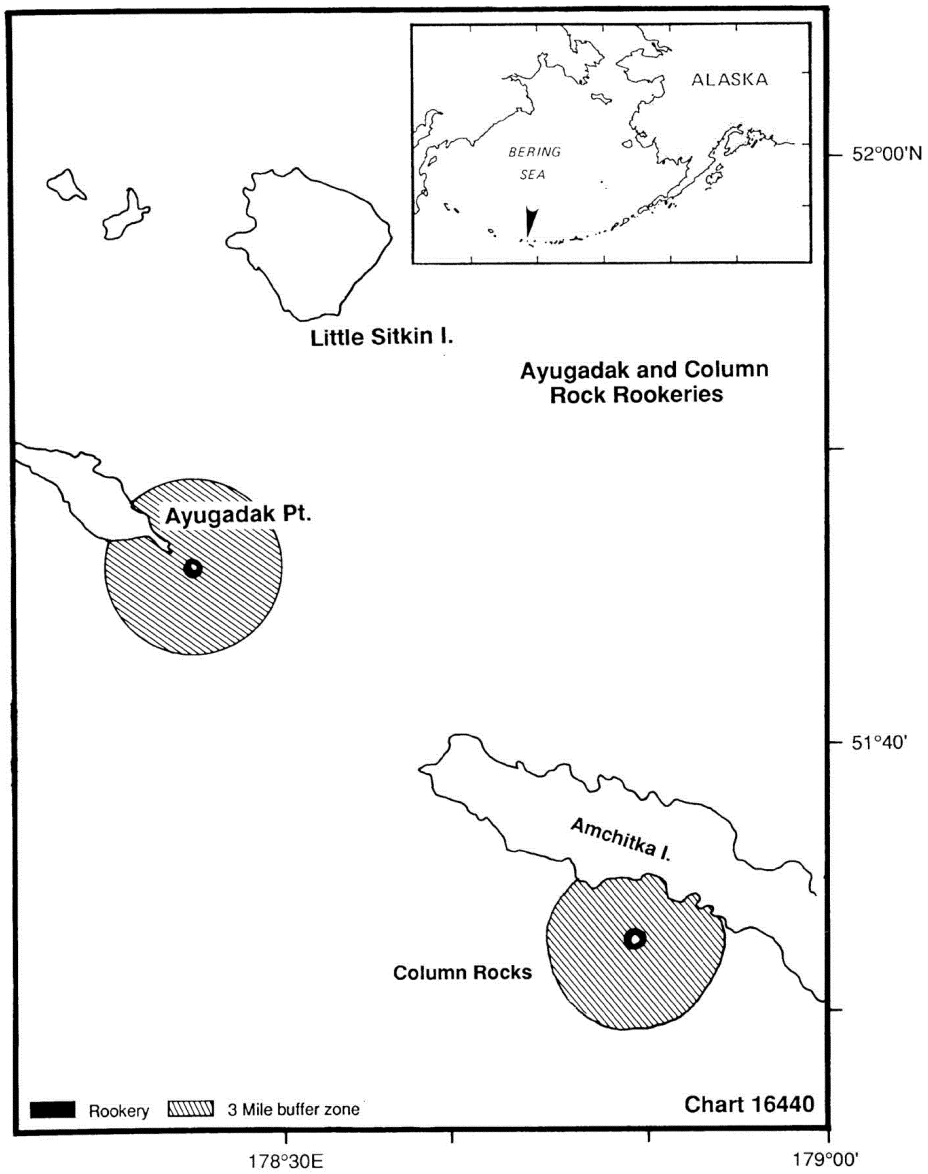 ALASKA
BERING
SEA
52°00'N
Little Sitkin I.
Ayugadak and Column
Rock Rookeries
Ayugadak Pt.
51°40'
Amchitka I.
Column Rocks
Rookery
3 Mile buffer zone
Chart 16440
178°30E
179°00'